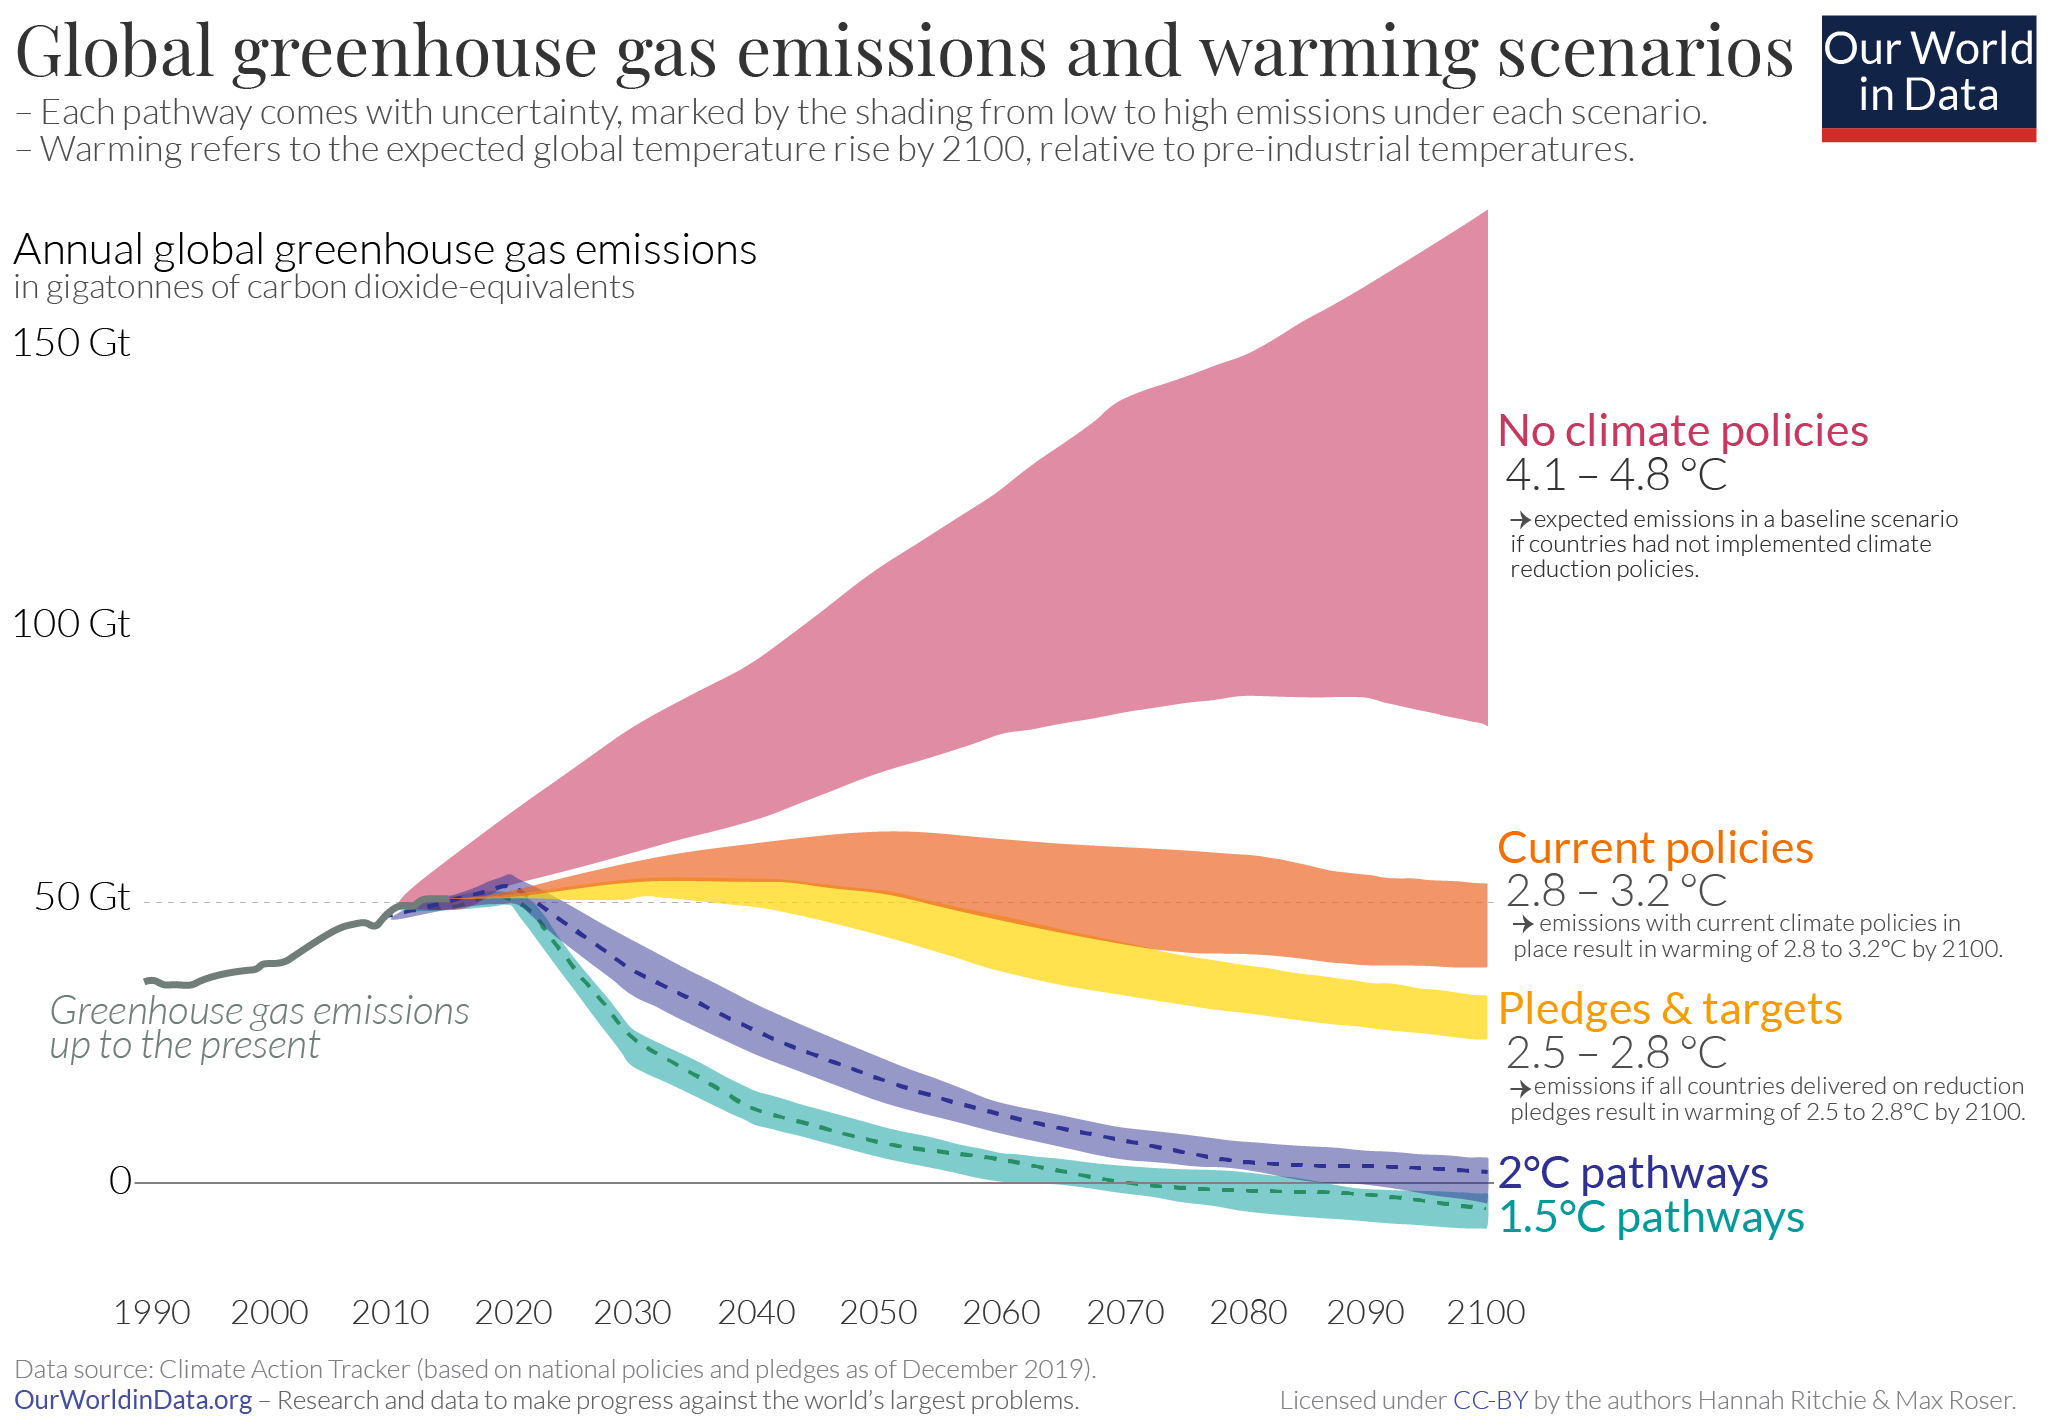 Global greenhouse gas emissions and warming scenarios
Our World
in Data
– Each pathway comes with uncertainty, marked by the shading from low to high emissions under each scenario.
– Warming refers to the expected global temperature rise by 2100, relative to pre-industrial temperatures.
Annual global greenhouse gas emissions
in gigatonnes of carbon dioxide-equivalents
150 Gt
100 Gt
50 Gt
0
Greenhouse gas emissions
up to the present
No climate policies
4.1 – 4.8 °C
→ expected emissions in a baseline scenario
if countries had not implemented climate
reduction policies.
Current policies
2.8 – 3.2 °C
→ emissions with current climate policies in
place result in warming of 2.8 to 3.2°C by 2100.
Pledges & targets
2.5 – 2.8 °C
→ emissions if all countries delivered on reduction
pledges result in warming of 2.5 to 2.8°C by 2100.
2°C pathways
1.5°C pathways
1990 2000 2010 2020 2030 2040 2050 2060 2070 2080 2090 2100
Data source: Climate Action Tracker (based on national policies and pledges as of December 2019).
OurWorldinData.org – Research and data to make progress against the world's largest problems.
Licensed under CC-BY by the authors Hannah Ritchie & Max Roser.